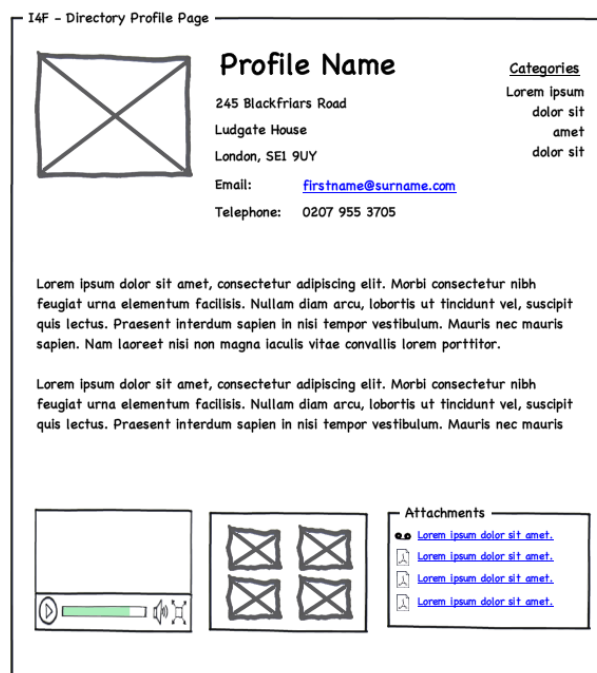 I4F - Directory Profile Page
Profile Name
245 Blackfriars Road
Ludgate House
London, SE1 9UY
Email: firstname@surname.com
Telephone: 0207 955 3705
Categories
Lorem ipsum
dolor sit
amet
dolor sit
Lorem ipsum dolor sit amet, consectetur adipiscing elit. Morbi consectetur nibh
feugiat urna elementum facilisis. Nullam diam arcu, lobortis ut tincidunt vel, suscipit
quis lectus. Praesent interdum sapien in nisi tempor vestibulum. Mauris nec mauris
sapien. Nam laoreet nisi non magna iaculis vitae convallis lorem porttitor.
Lorem ipsum dolor sit amet, consectetur adipiscing elit. Morbi consectetur nibh
feugiat urna elementum facilisis. Nullam diam arcu, lobortis ut tincidunt vel, suscipit
quis lectus. Praesent interdum sapien in nisi tempor vestibulum. Mauris nec mauris
Attachments
Lorem ipsum dolor sit amet.
Lorem ipsum dolor sit amet.
Lorem ipsum dolor sit amet.
Lorem ipsum dolor sit amet.